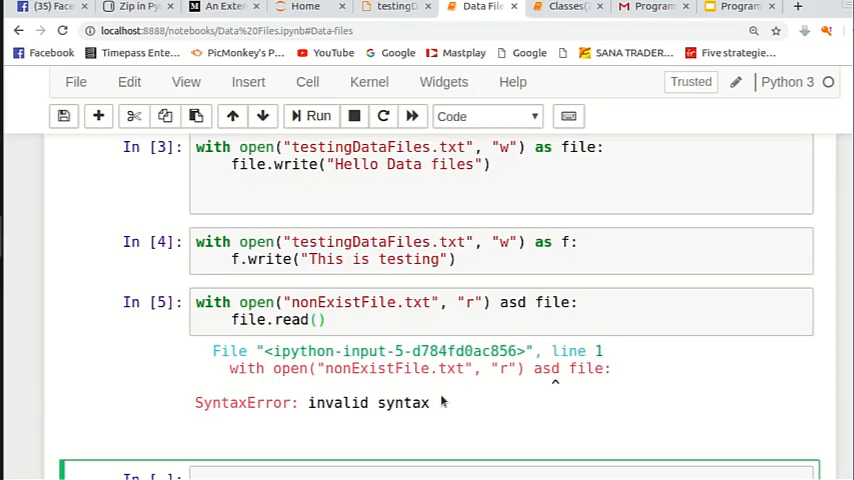 (35) Face
Zip in Py
An Exten
Home
testingD
Data File
Classes(
Program
Program
localhost:8888/notebooks/Data%20Files.ipynb#Data-files
Facebook Timepass Ente... PicMonkey's P... YouTube Google Mastplay Google SANA TRADER... Five strategie...
File Edit View Insert Cell Kernel Widgets Help Trusted Python 3
Run Code
In [3]: with open("testingDataFiles.txt", "w") as file:
file.write("Hello Data files")
In [4]: with open("testingDataFiles.txt", "w") as f:
f.write("This is testing")
In [5]: with open("nonExistFile.txt", "r") asd file:
file.read()
File "<ipython-input-5-d784fd0ac856>", line 1
with open("nonExistFile.txt", "r") asd file:
^
SyntaxError: invalid syntax
In [ ]: